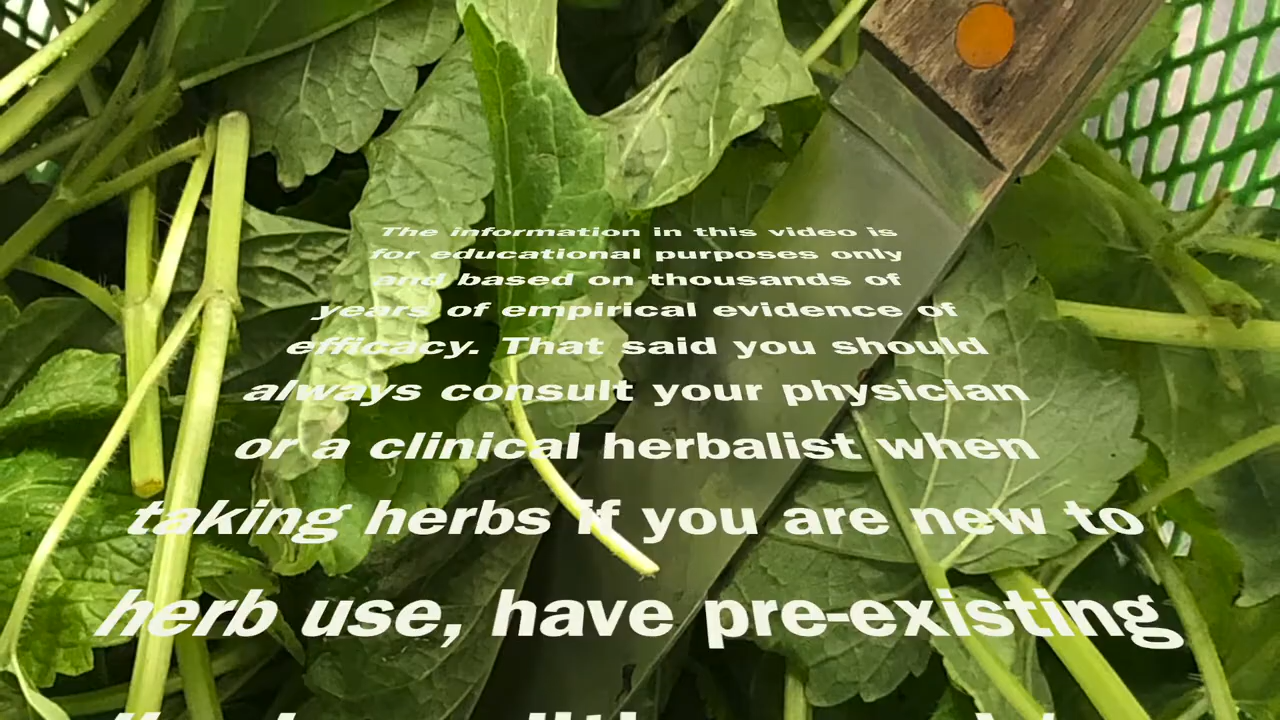 The information in this video is
for educational purposes only
and based on thousands of
years of empirical evidence of
efficacy. That said you should
always consult your physician
or a clinical herbalist when
taking herbs if you are new to
herb use, have pre-existing